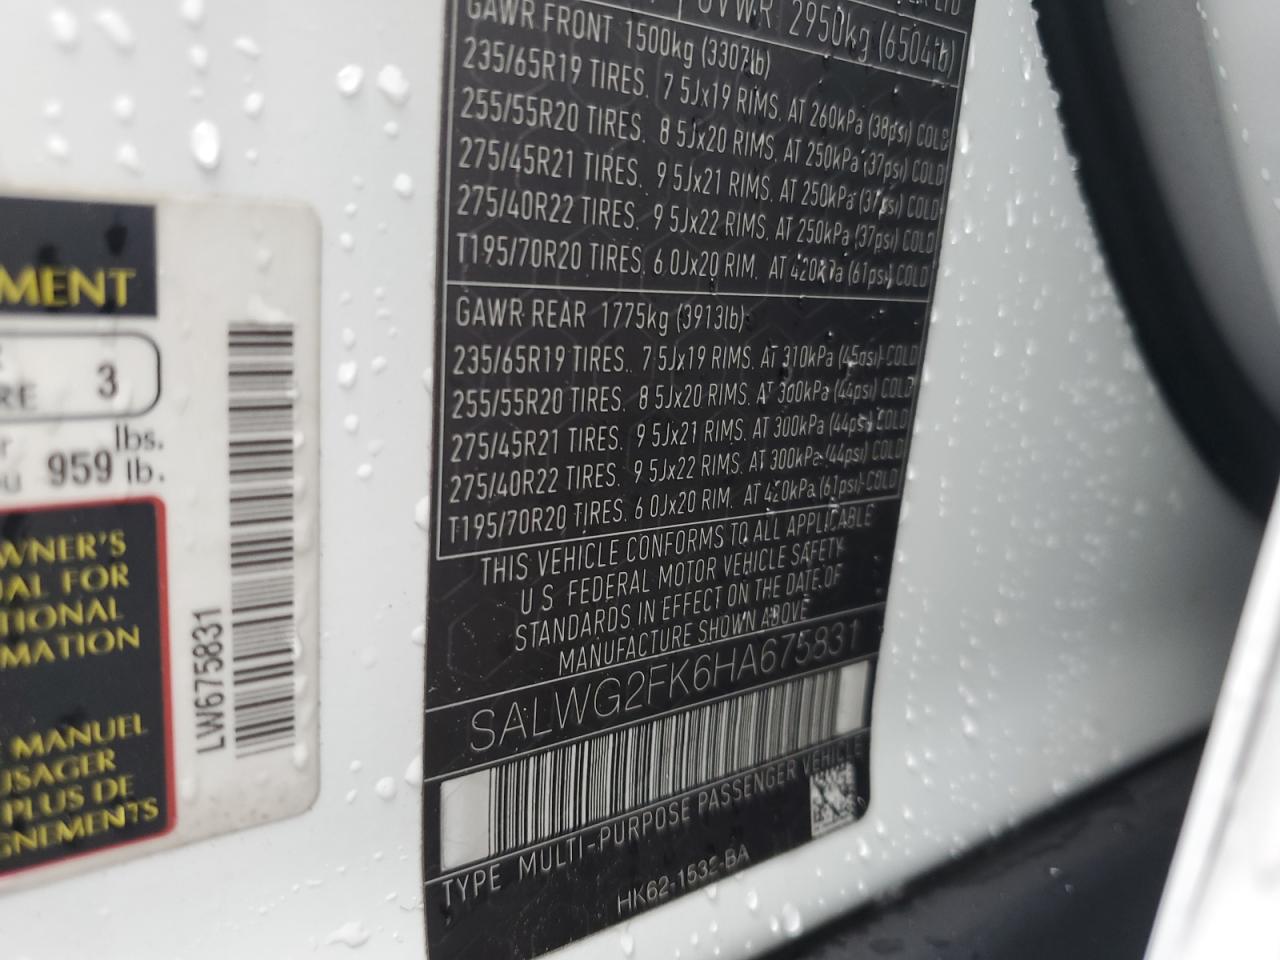 GVWR 2950kg (6504lb)
GAWR FRONT 1500kg (3307lb)
235/65R19 TIRES. 7 5Jx19 RIMS. AT 260kPa (38psi) COLD
255/55R20 TIRES. 8 5Jx20 RIMS. AT 250kPa (37psi) COLD
275/45R21 TIRES. 9 5Jx21 RIMS. AT 250kPa (37psi) COLD
275/40R22 TIRES. 9 5Jx22 RIMS. AT 250kPa (37psi) COLD
T195/70R20 TIRES. 6 0Jx20 RIM. AT 420kPa (61psi) COLD
GAWR REAR 1775kg (3913lb)
235/65R19 TIRES. 7 5Jx19 RIMS. AT 310kPa (45psi) COLD
255/55R20 TIRES. 8 5Jx20 RIMS. AT 300kPa (44psi) COLD
275/45R21 TIRES. 9 5Jx21 RIMS. AT 300kPa (44psi) COLD
275/40R22 TIRES. 9 5Jx22 RIMS. AT 300kPa (44psi) COLD
T195/70R20 TIRES. 6 0Jx20 RIM. AT 420kPa (61psi) COLD
THIS VEHICLE CONFORMS TO ALL APPLICABLE
U S FEDERAL MOTOR VEHICLE SAFETY
STANDARDS IN EFFECT ON THE DATE OF
MANUFACTURE SHOWN ABOVE
SALWG2FK6HA675831
TYPE MULTI-PURPOSE PASSENGER VEHICLE
HK62-1532-BA
MENT
RE 3
lbs.
959 lb.
WNER'S
UAL FOR
TIONAL
MATION
MANUEL
USAGER
PLUS DE
GNEMENTS
LW675831